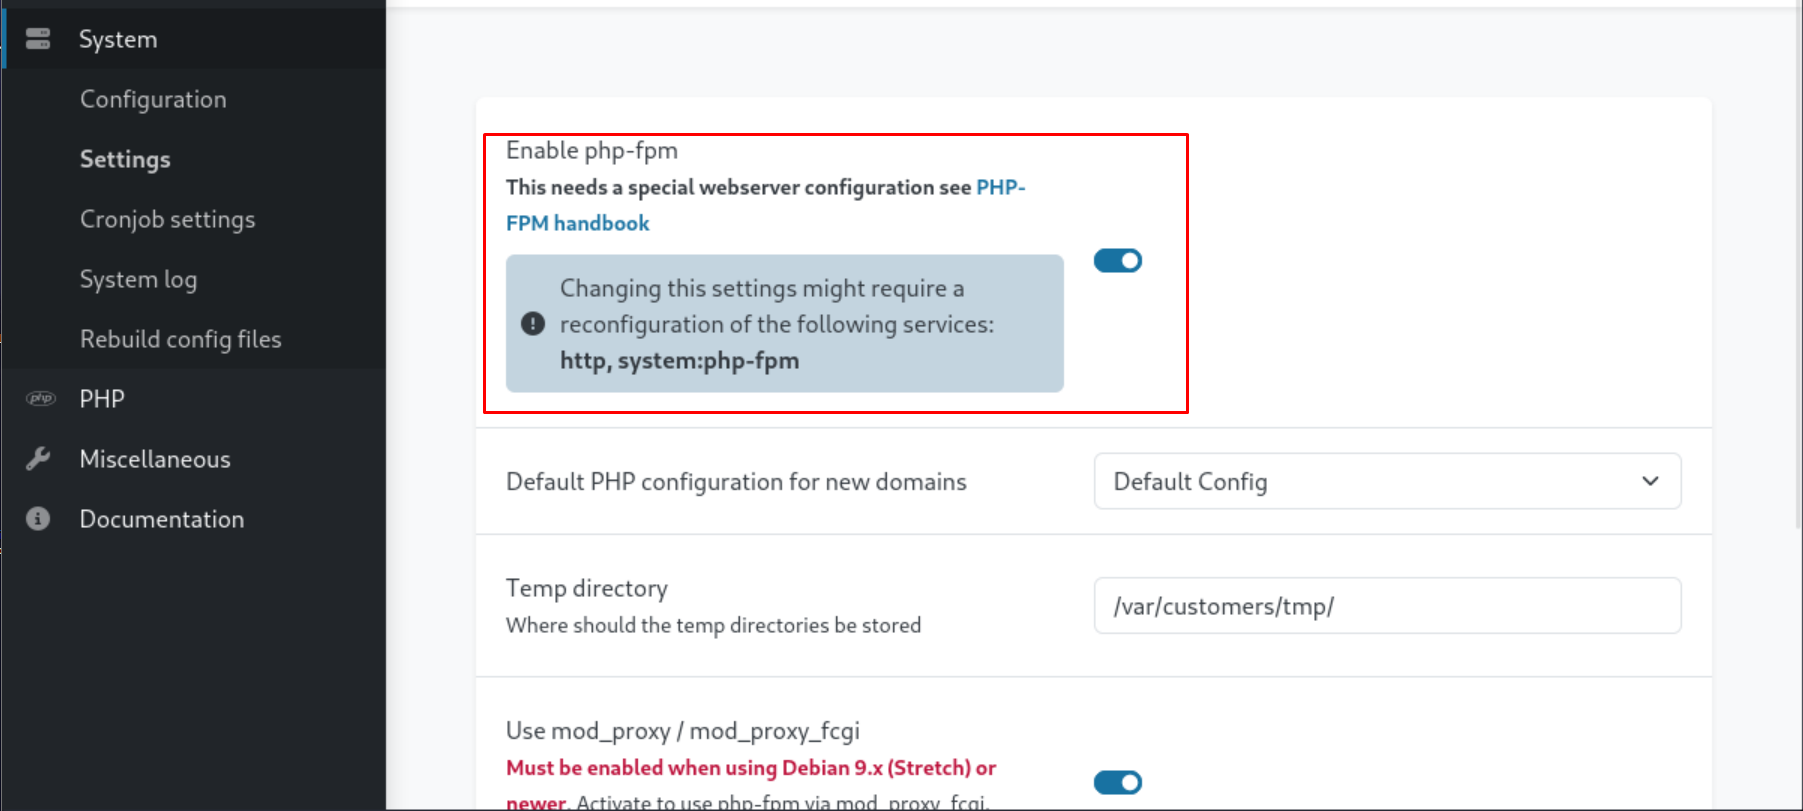 System
Configuration
Settings
Cronjob settings
System log
Rebuild config files
php PHP
Miscellaneous
Documentation
Enable php-fpm
This needs a special webserver configuration see PHP-
FPM handbook
Changing this settings might require a
reconfiguration of the following services:
http, system:php-fpm
Default PHP configuration for new domains
Default Config
Temp directory
Where should the temp directories be stored
/var/customers/tmp/
Use mod_proxy / mod_proxy_fcgi
Must be enabled when using Debian 9.x (Stretch) or
newer. Activate to use php-fpm via mod_proxy_fcgi.